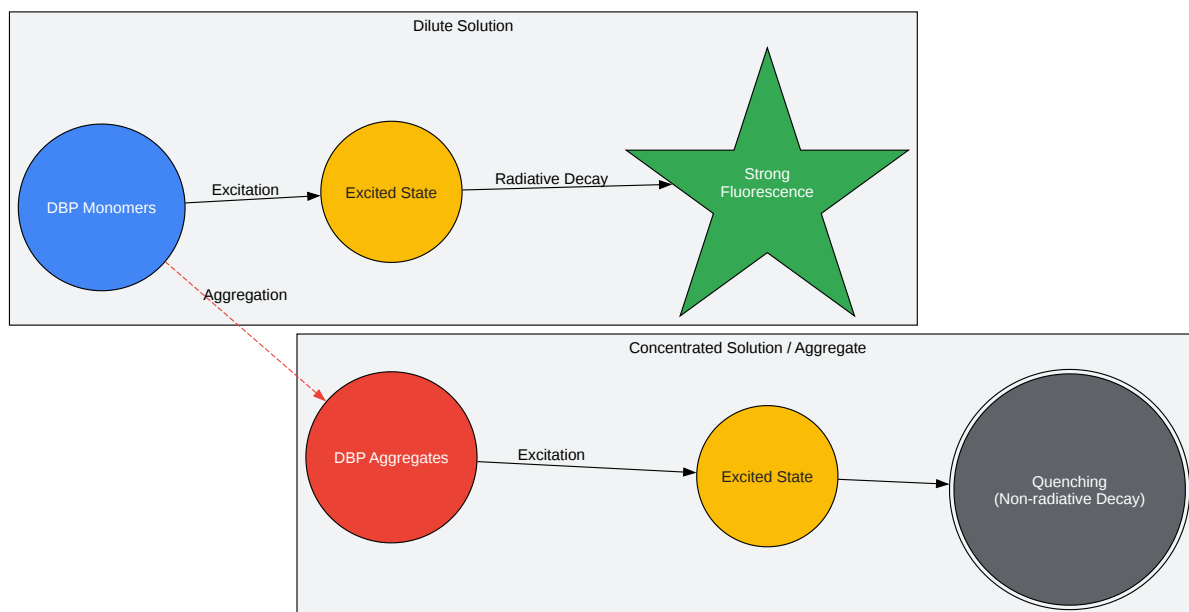 Dilute Solution
DBP Monomers
Excitation
Excited State
Radiative Decay
Strong
Fluorescence
Aggregation
Concentrated Solution / Aggregate
DBP Aggregates
Excitation
Excited State
Quenching
(Non-radiative Decay)